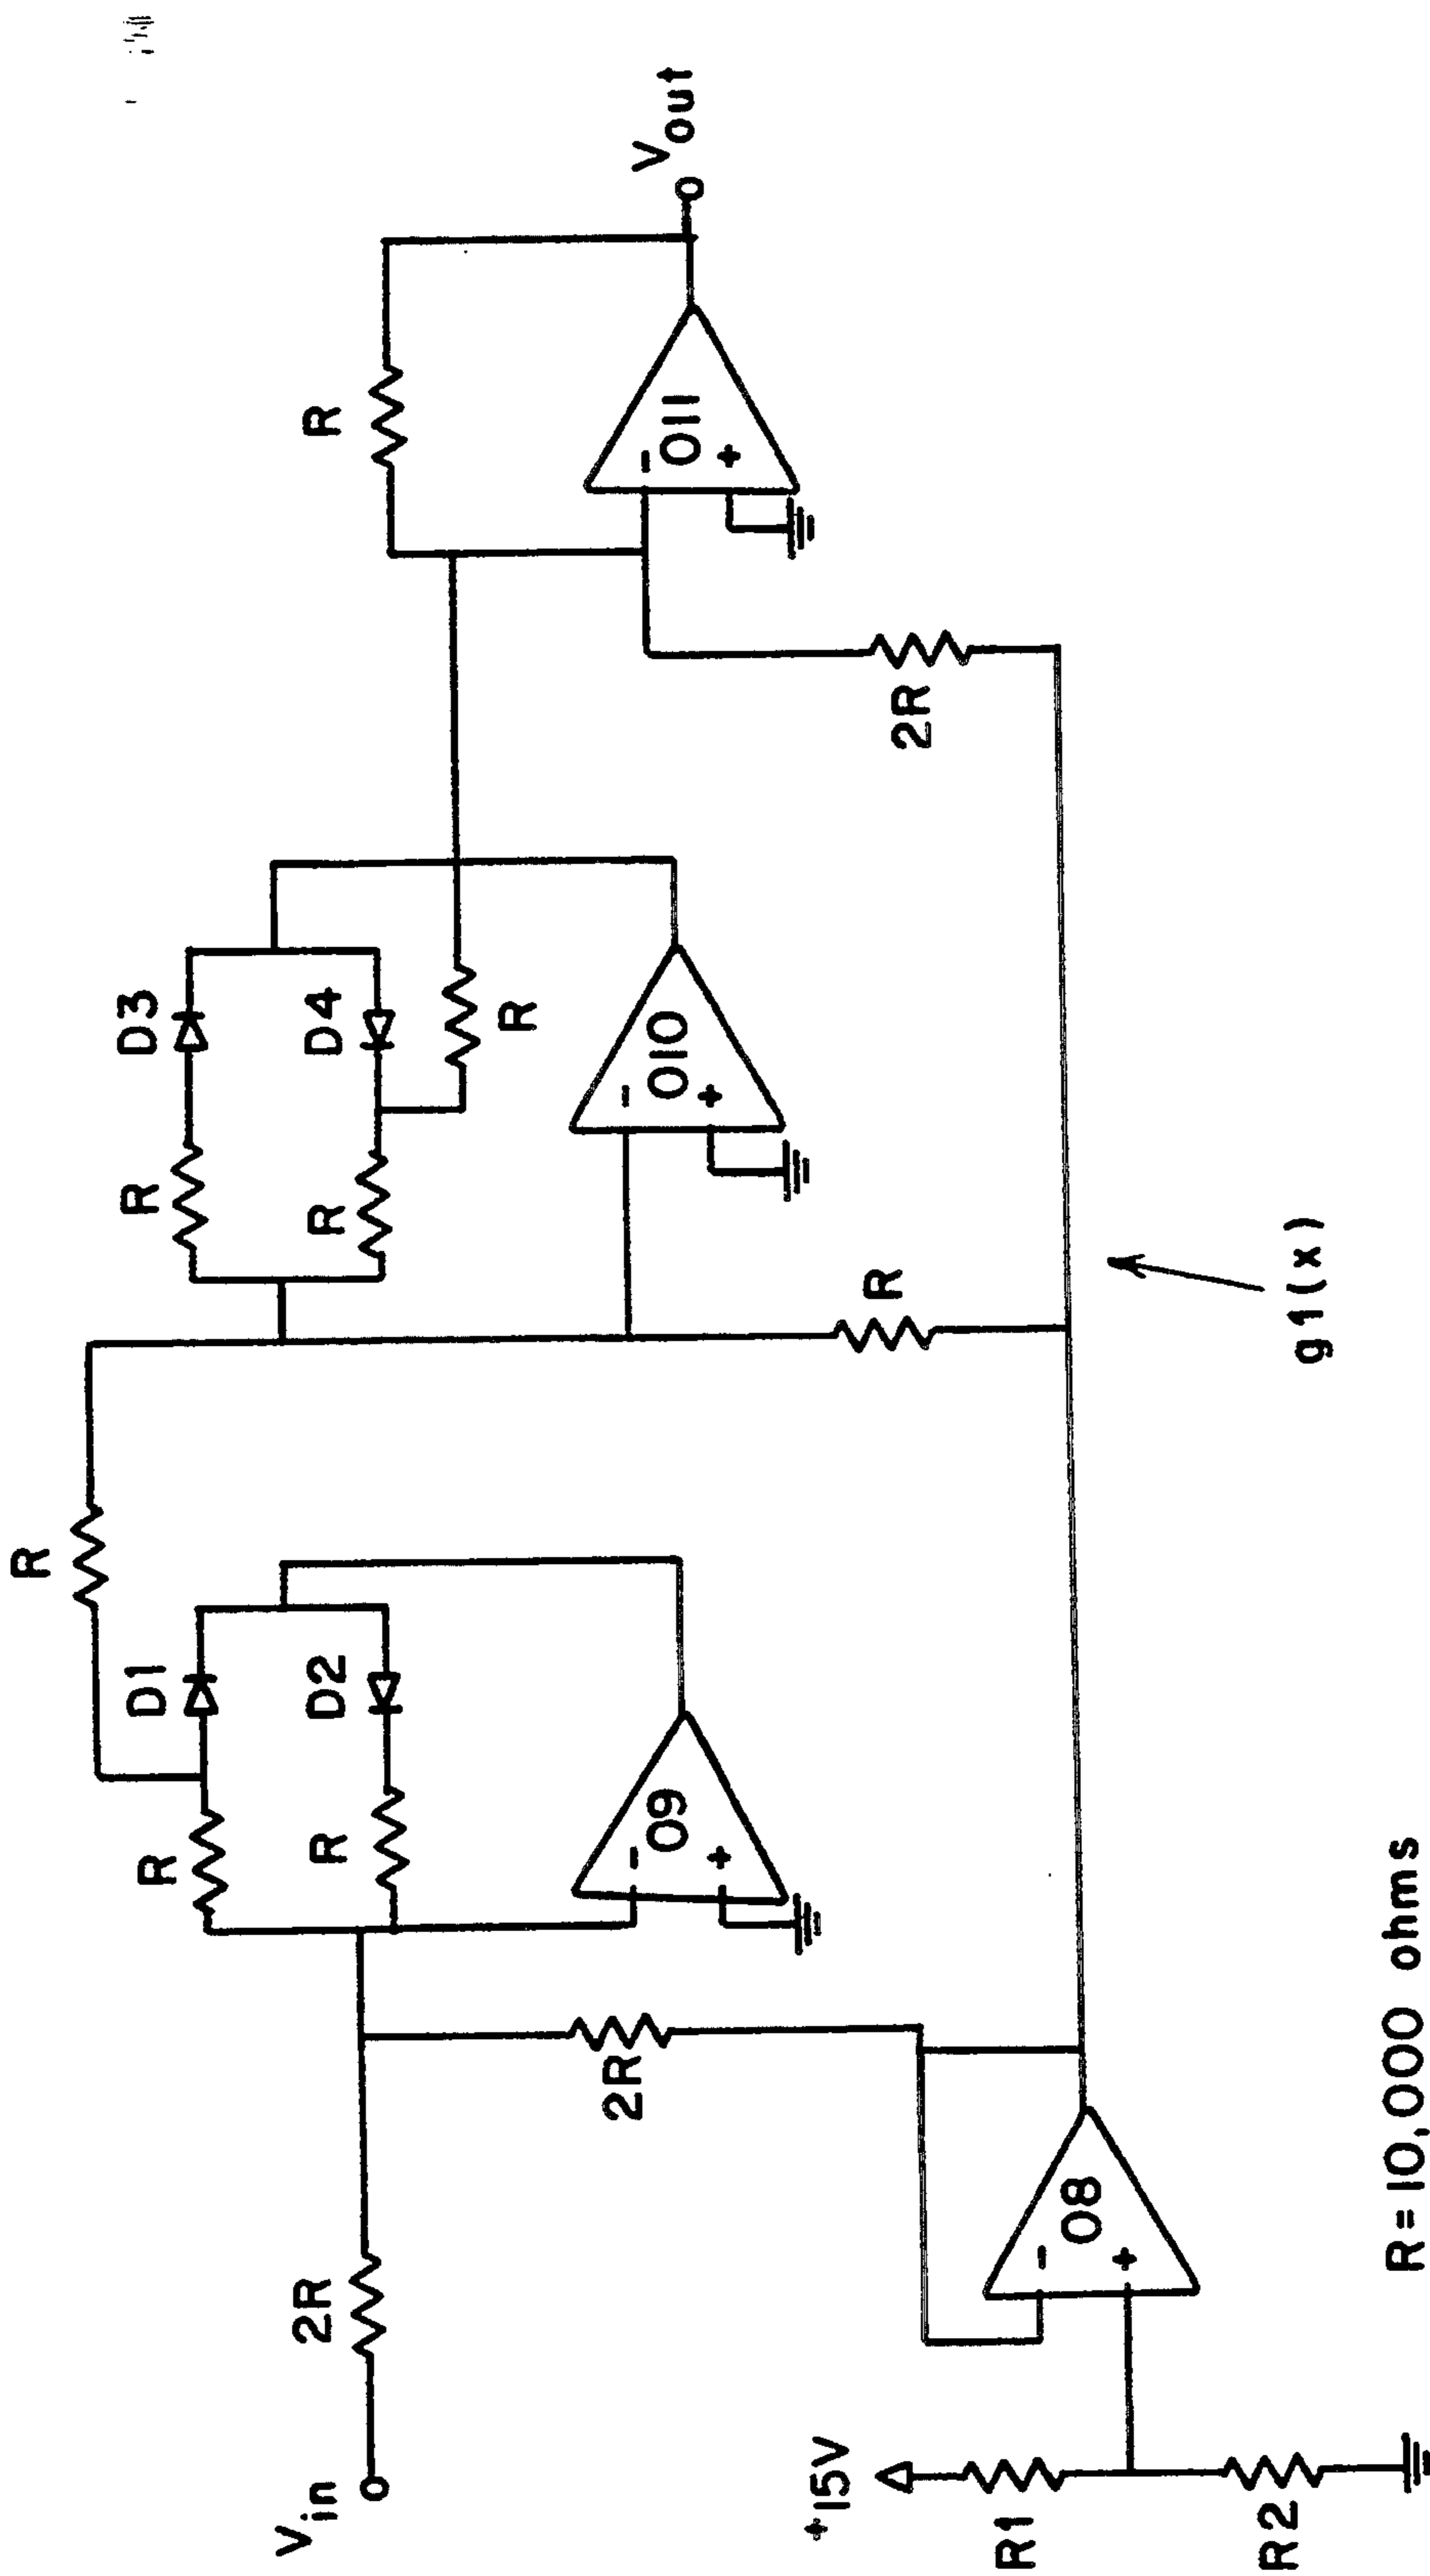 R
D1
R
R
D2
R
D3
R
D4
R
R
Vin
2R
2R
-
O9
+
-
O10
+
-
O11
+
Vout
R
2R
+15V
R1
R2
-
O8
+
g1(x)
R=10,000 ohms